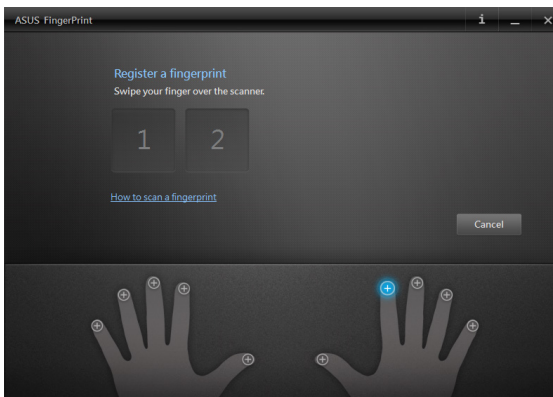 ASUS FingerPrint
Register a fingerprint
Swipe your finger over the scanner.
1 2
How to scan a fingerprint
Cancel